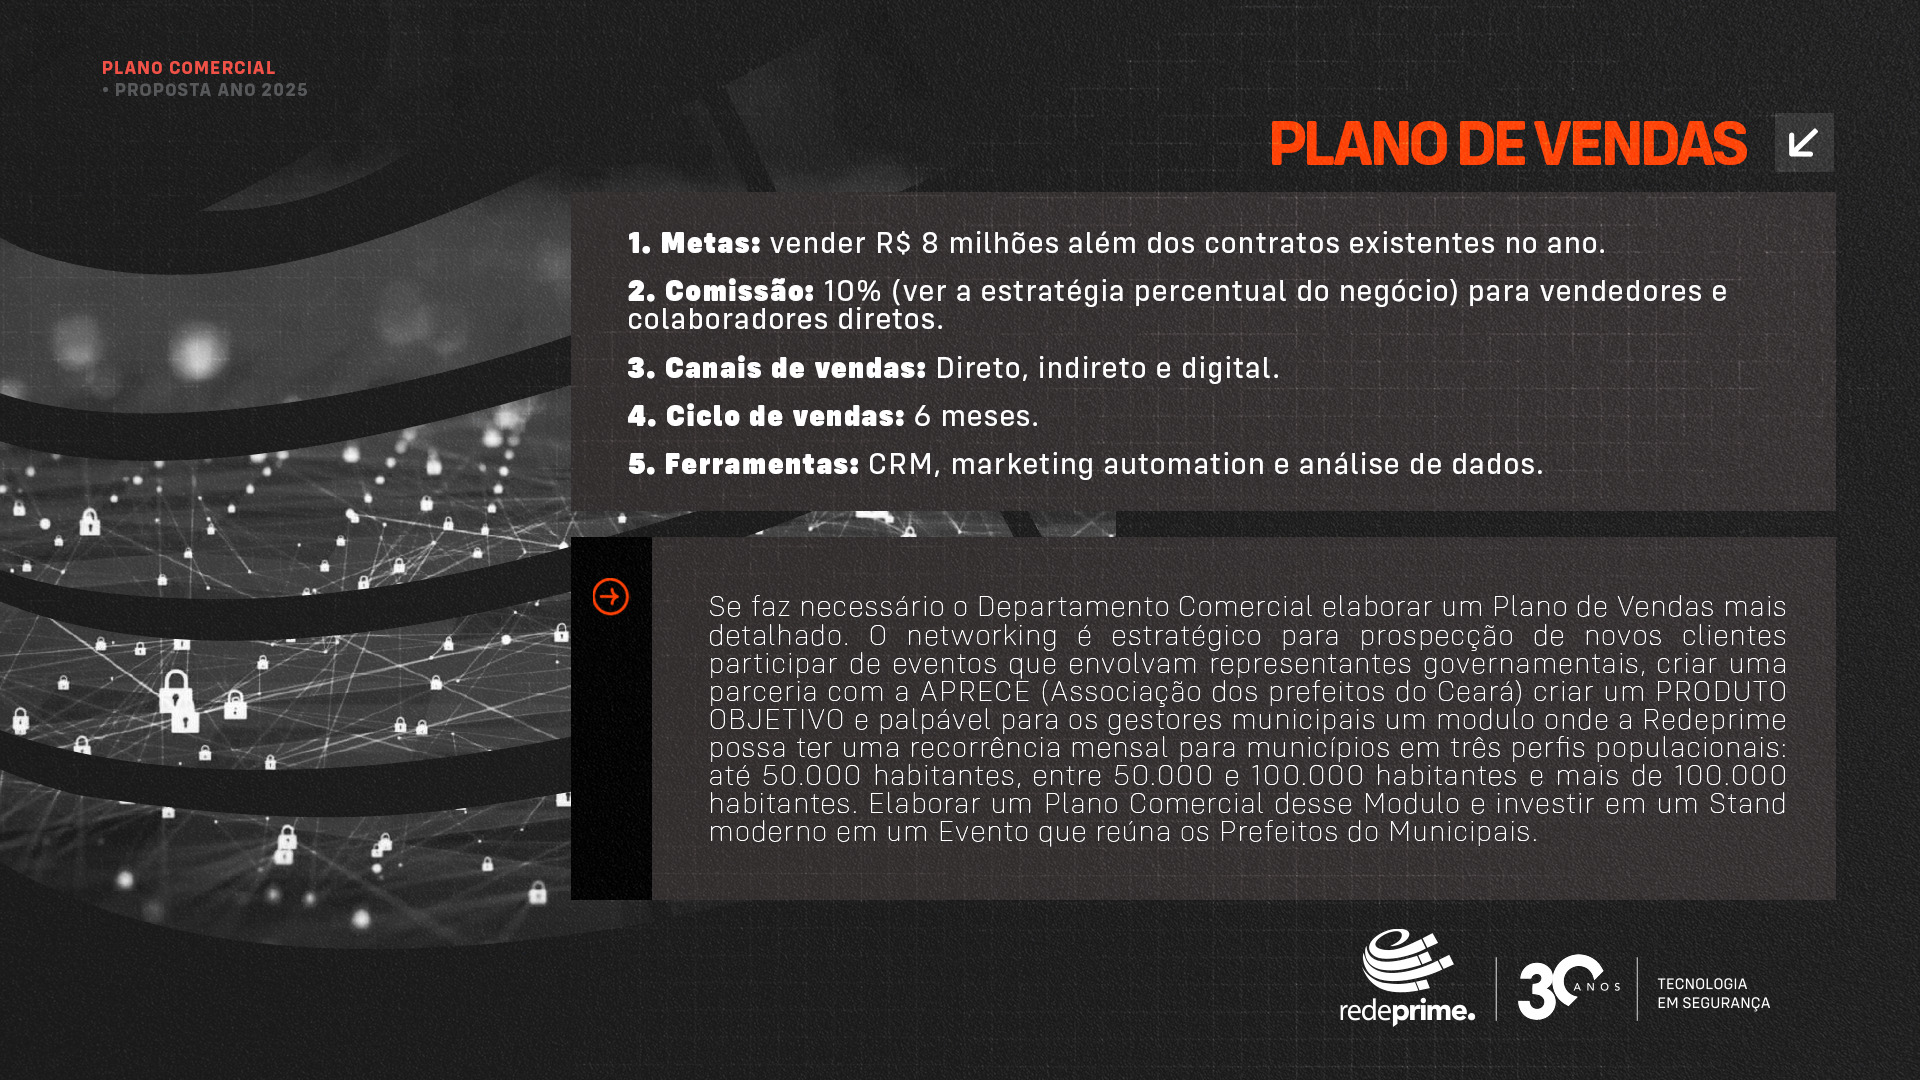 PLANO COMERCIAL
• PROPOSTA ANO 2025
PLANO DE VENDAS
1. Metas: vender R$ 8 milhões além dos contratos existentes no ano.
2. Comissão: 10% (ver a estratégia percentual do negócio) para vendedores e
colaboradores diretos.
3. Canais de vendas: Direto, indireto e digital.
4. Ciclo de vendas: 6 meses.
5. Ferramentas: CRM, marketing automation e análise de dados.
Se faz necessário o Departamento Comercial elaborar um Plano de Vendas mais
detalhado. O networking é estratégico para prospecção de novos clientes
participar de eventos que envolvam representantes governamentais, criar uma
parceria com a APRECE (Associação dos prefeitos do Ceará) criar um PRODUTO
OBJETIVO e palpável para os gestores municipais um modulo onde a Redeprime
possa ter uma recorrência mensal para municípios em três perfis populacionais:
até 50.000 habitantes, entre 50.000 e 100.000 habitantes e mais de 100.000
habitantes. Elaborar um Plano Comercial desse Modulo e investir em um Stand
moderno em um Evento que reúna os Prefeitos do Municipais.
redeprime.
30 ANOS
TECNOLOGIA
EM SEGURANÇA